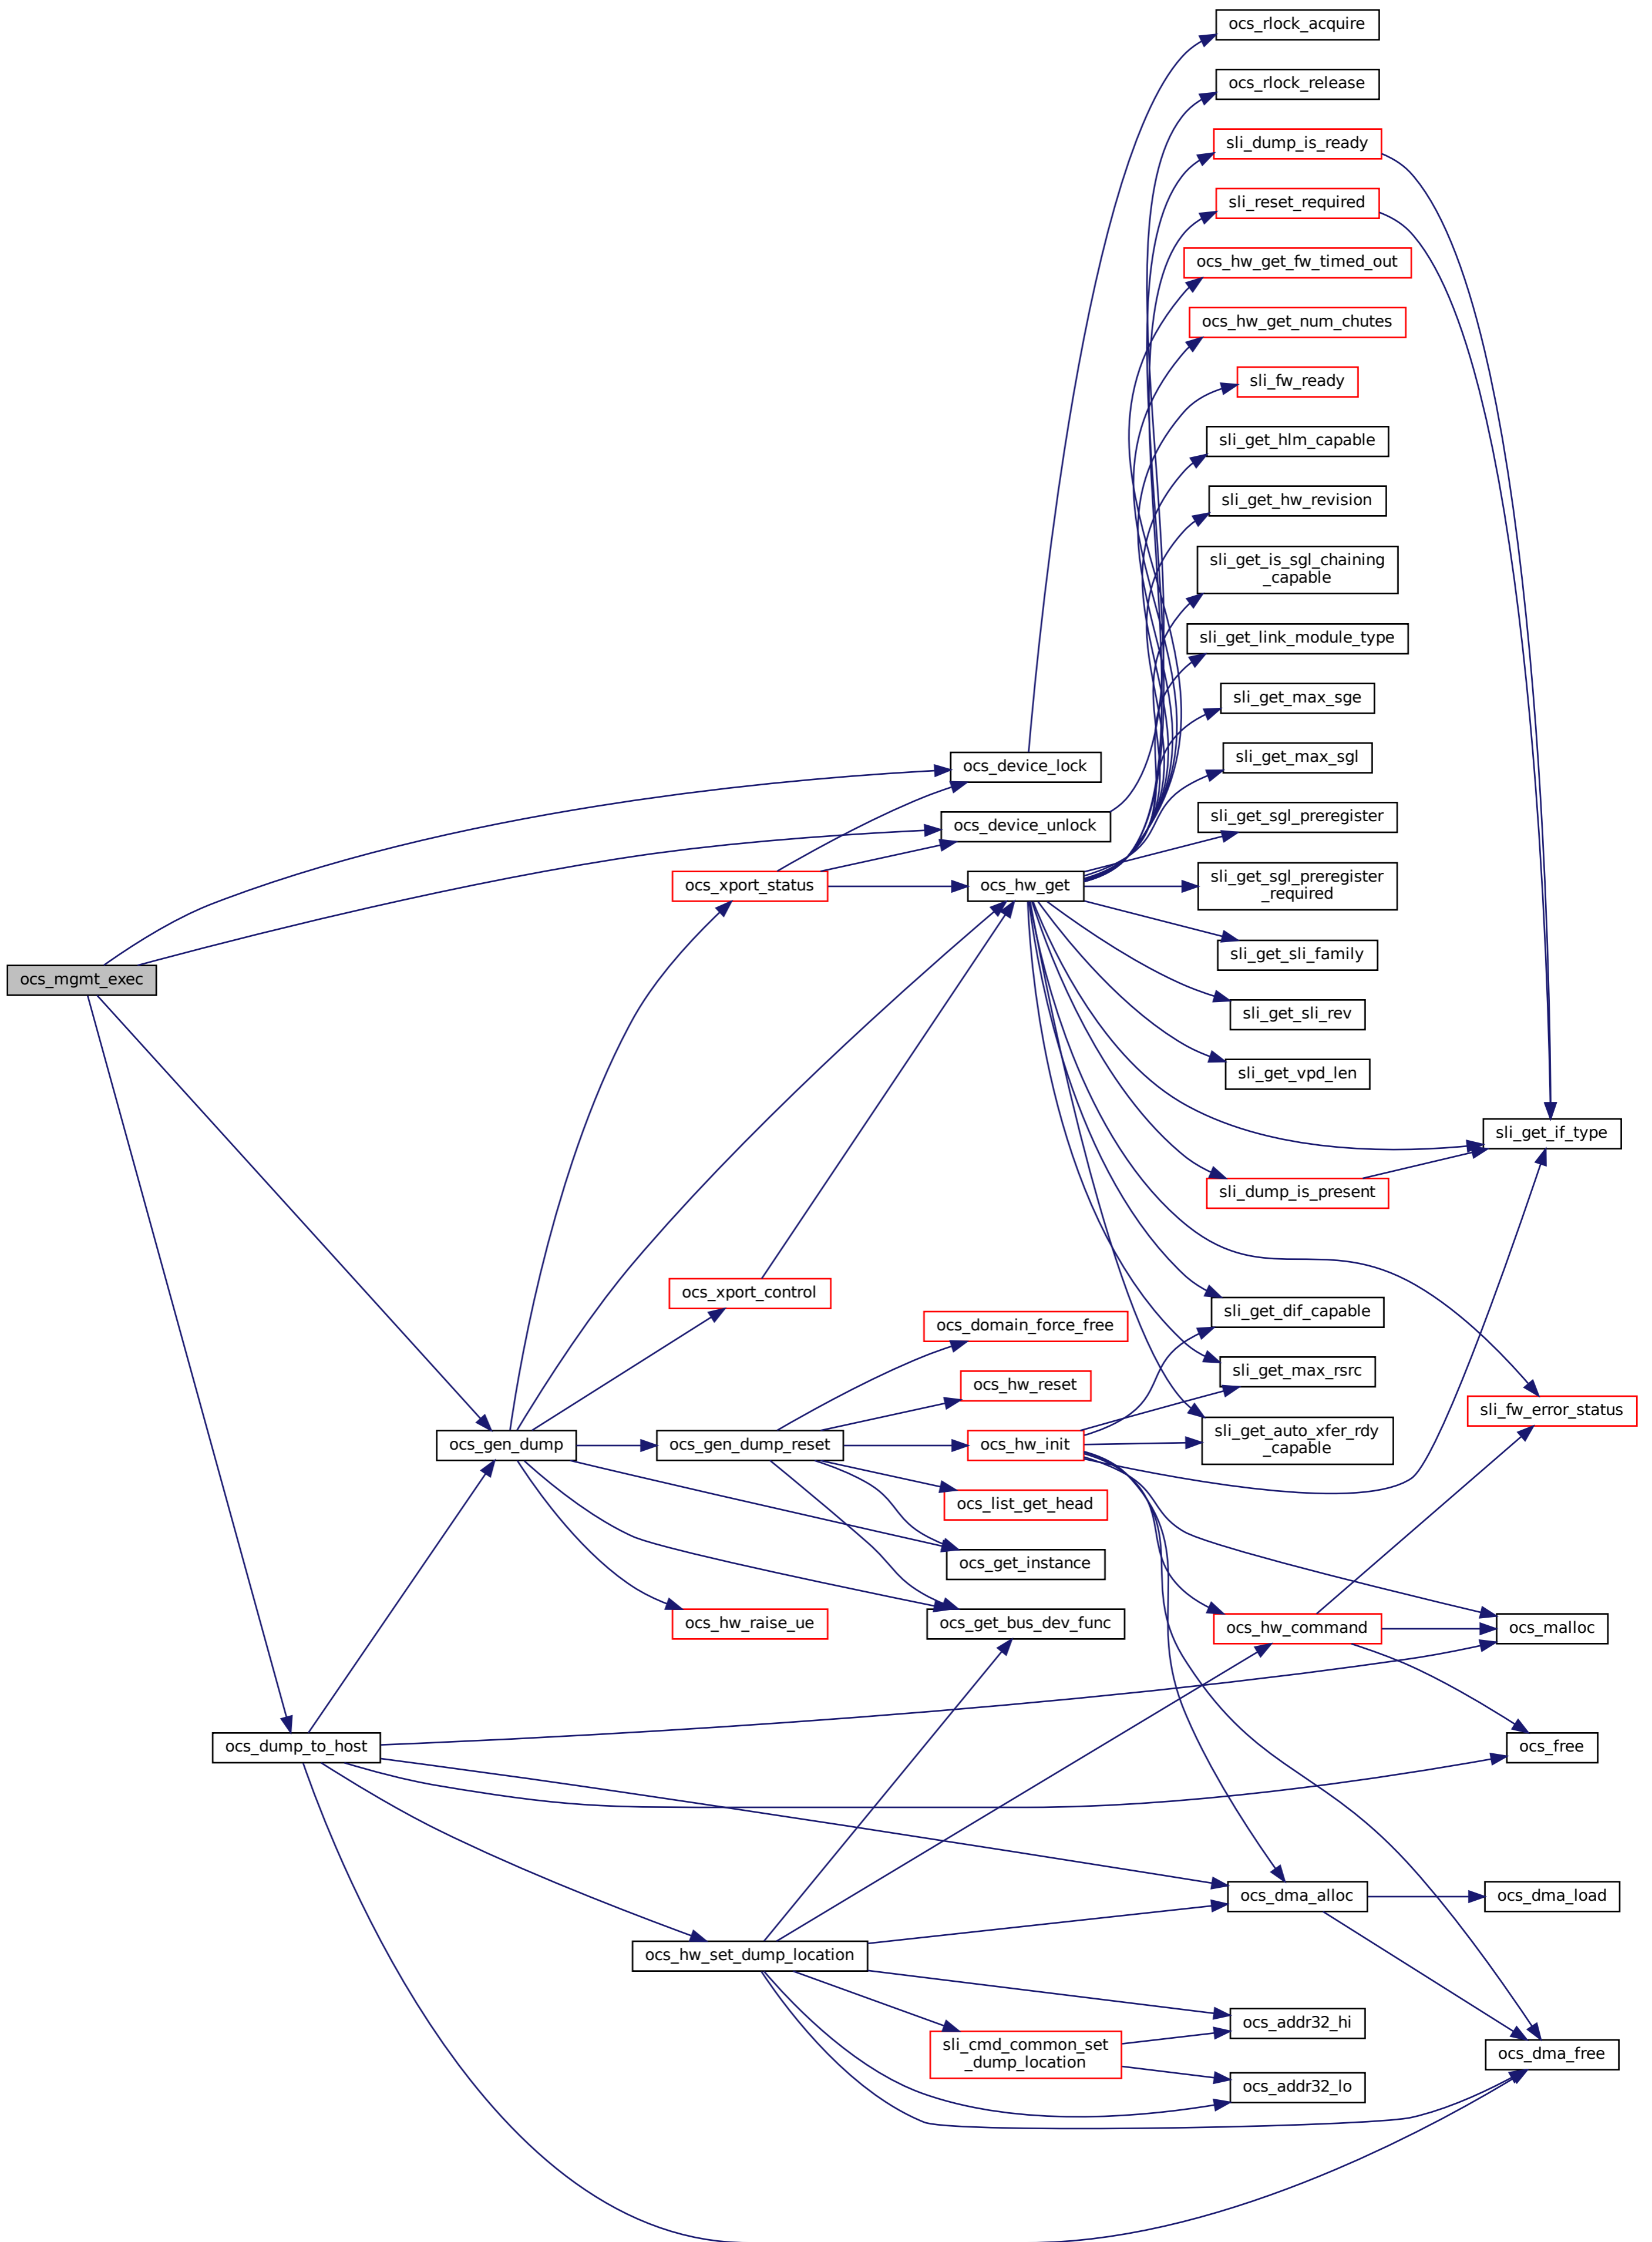 ocs_rlock_acquire
ocs_rlock_release
sli_dump_is_ready
sli_reset_required
ocs_hw_get_fw_timed_out
ocs_hw_get_num_chutes
sli_fw_ready
sli_get_hlm_capable
sli_get_hw_revision
sli_get_is_sgl_chaining
_capable
sli_get_link_module_type
sli_get_max_sge
sli_get_max_sgl
ocs_device_lock
sli_get_sgl_preregister
ocs_device_unlock
ocs_xport_status
ocs_hw_get
sli_get_sgl_preregister
_required
sli_get_sli_family
ocs_mgmt_exec
sli_get_sli_rev
sli_get_vpd_len
sli_get_if_type
sli_dump_is_present
ocs_xport_control
sli_get_dif_capable
ocs_domain_force_free
sli_get_max_rsrc
ocs_hw_reset
sli_fw_error_status
ocs_gen_dump
ocs_gen_dump_reset
ocs_hw_init
sli_get_auto_xfer_rdy
_capable
ocs_list_get_head
ocs_get_instance
ocs_hw_raise_ue
ocs_get_bus_dev_func
ocs_hw_command
ocs_malloc
ocs_dump_to_host
ocs_free
ocs_dma_alloc
ocs_dma_load
ocs_hw_set_dump_location
ocs_addr32_hi
sli_cmd_common_set
_dump_location
ocs_dma_free
ocs_addr32_lo